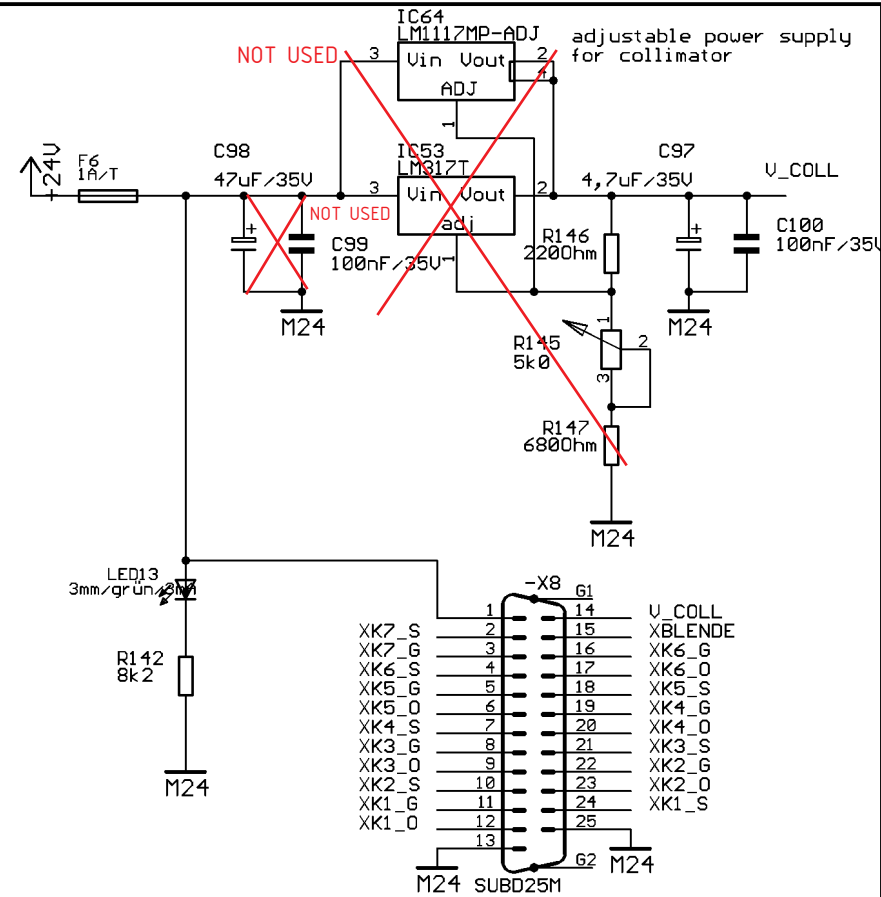 IC64
LM1117MP-ADJ
NOT USED
3 Vin Vout 2
4
ADJ
1
adjustable power supply
for collimator
+24V
F6
1A/T
C98
47uF/35V
IC53
LM317T
3 Vin Vout 2
adj
1
C97
4,7uF/35V
V_COLL
NOT USED
C99
100nF/35V
R146
220Ohm
C100
100nF/35V
M24
M24
1
R145
5k0
2
3
R147
680Ohm
M24
LED13
3mm/grün/3mA
R142
8k2
M24
-X8
G1
1 14 V_COLL
XK7_S 2 15 XBLENDE
XK7_G 3 16 XK6_G
XK6_S 4 17 XK6_O
XK5_G 5 18 XK5_S
XK5_O 6 19 XK4_G
XK4_S 7 20 XK4_O
XK3_G 8 21 XK3_S
XK3_O 9 22 XK2_G
XK2_S 10 23 XK2_O
XK1_G 11 24 XK1_S
XK1_O 12 25
13
G2
M24
M24
SUBD25M